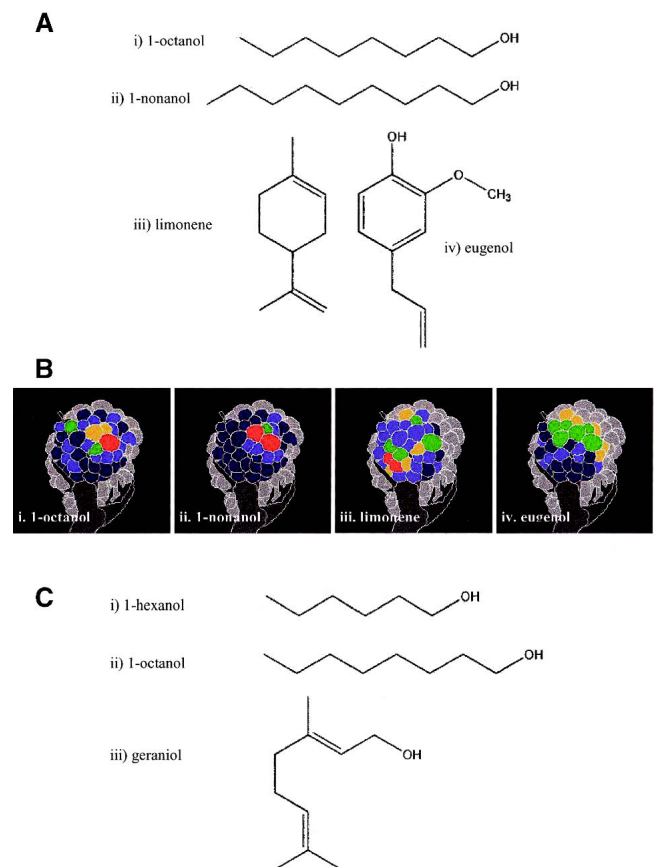 A
i) 1-octanol
OH
ii) 1-nonanol
OH
iii) limonene
OH
O
CH3
iv) eugenol
B
i. 1-octanol
ii. 1-nonanol
iii. limonene
iv. eugenol
C
i) 1-hexanol
OH
ii) 1-octanol
OH
iii) geraniol
OH